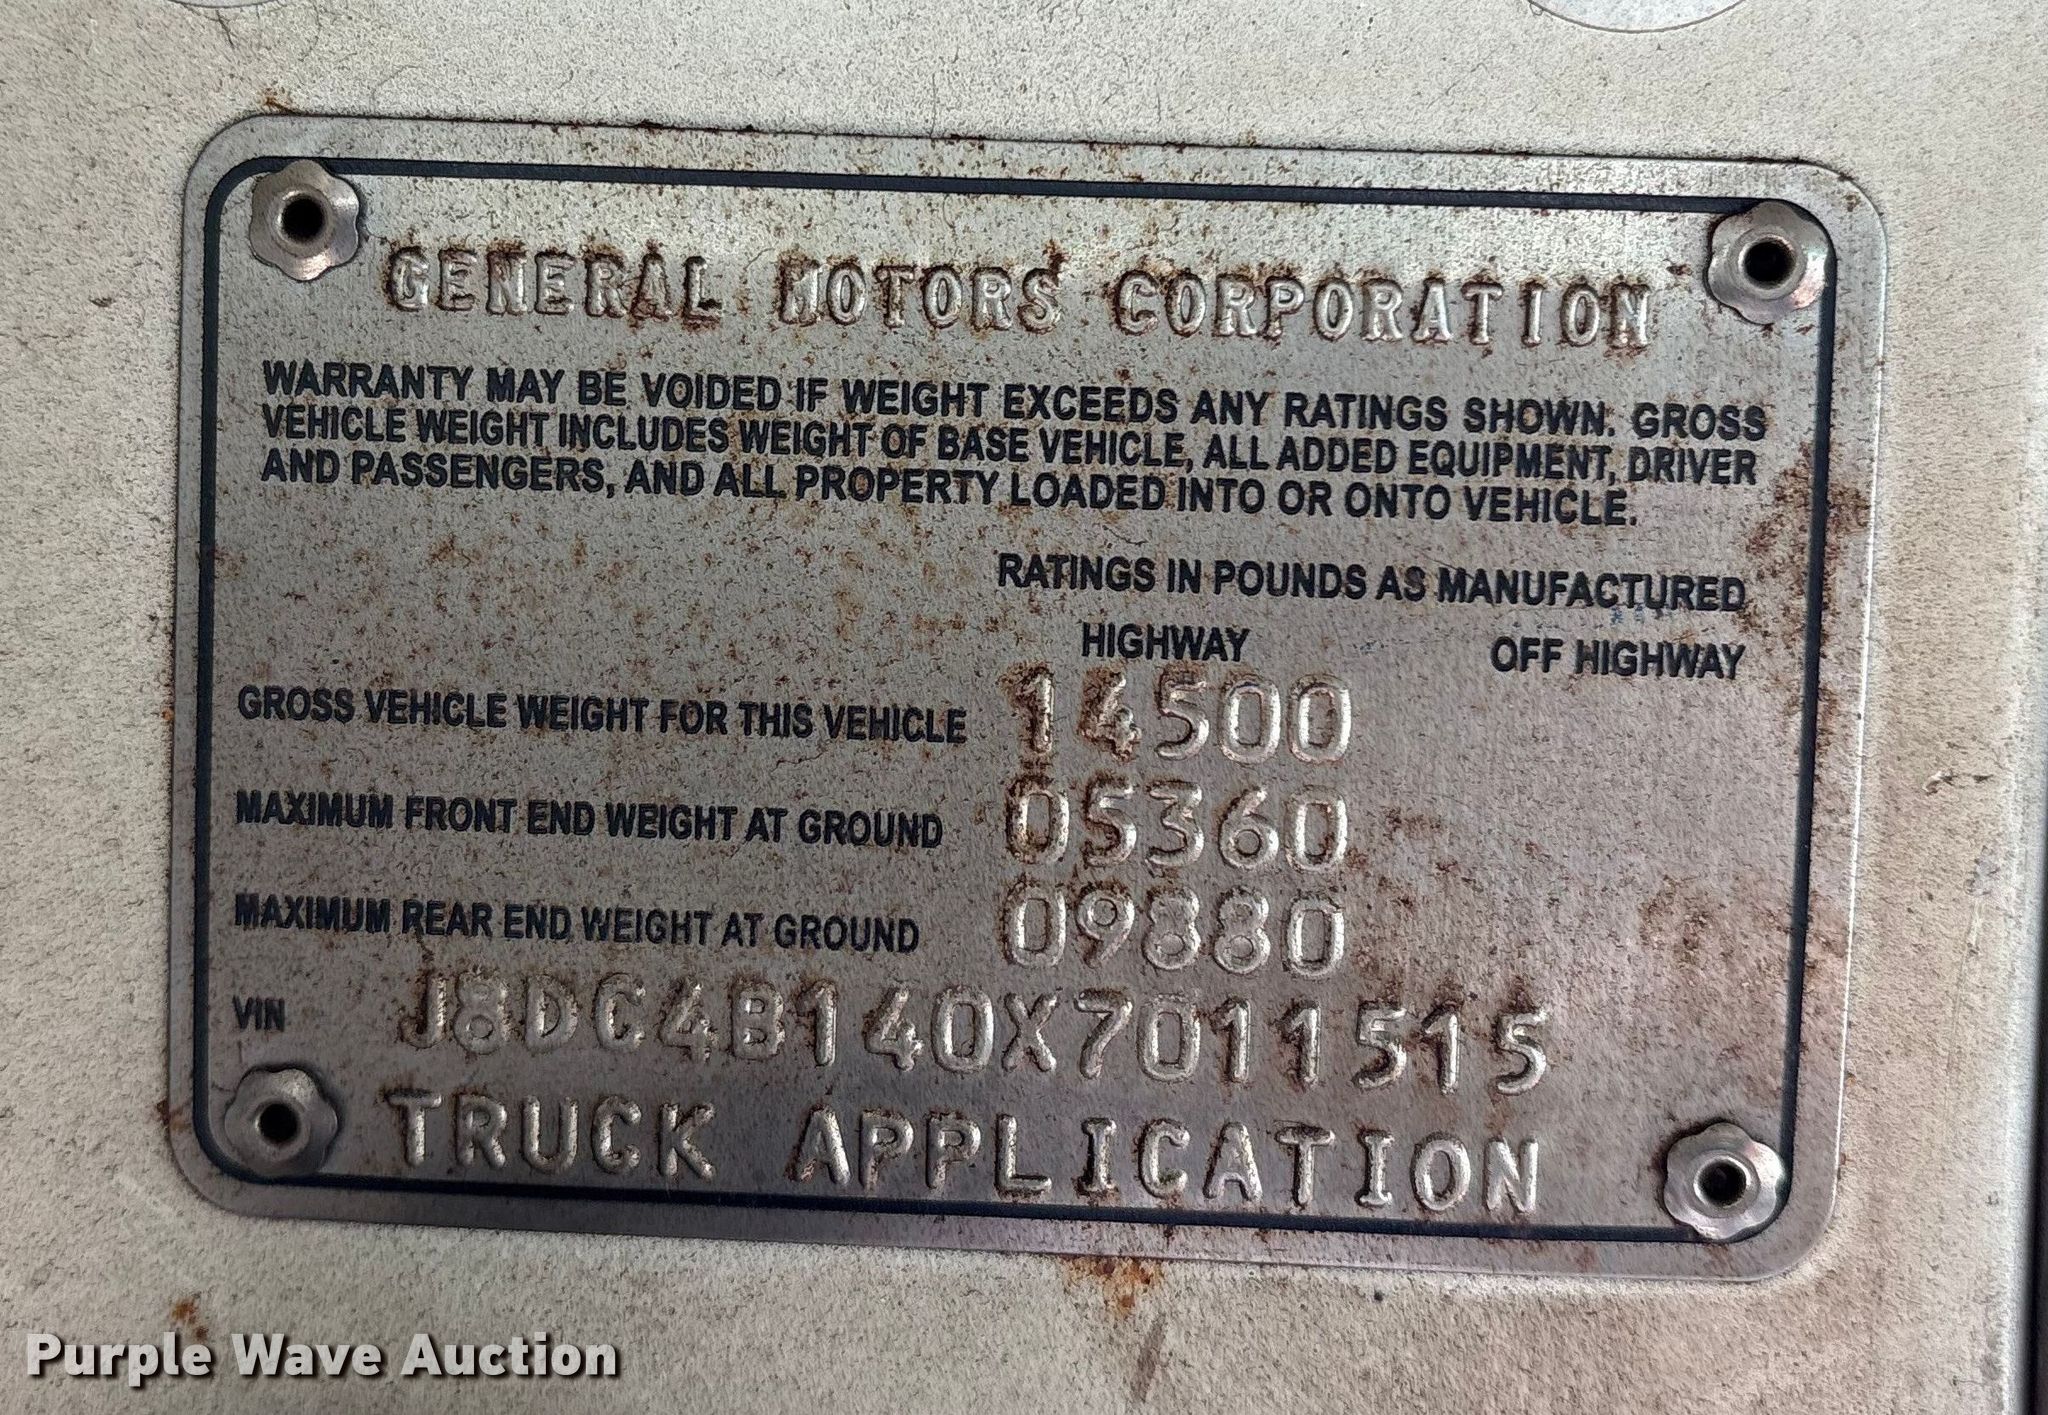 GENERAL MOTORS CORPORATION
WARRANTY MAY BE VOIDED IF WEIGHT EXCEEDS ANY RATINGS SHOWN. GROSS
VEHICLE WEIGHT INCLUDES WEIGHT OF BASE VEHICLE, ALL ADDED EQUIPMENT, DRIVER
AND PASSENGERS, AND ALL PROPERTY LOADED INTO OR ONTO VEHICLE.
RATINGS IN POUNDS AS MANUFACTURED
HIGHWAY OFF HIGHWAY
GROSS VEHICLE WEIGHT FOR THIS VEHICLE 14500
MAXIMUM FRONT END WEIGHT AT GROUND 05360
MAXIMUM REAR END WEIGHT AT GROUND 09880
VIN J8DC4B140X7011515
TRUCK APPLICATION
Purple Wave Auction